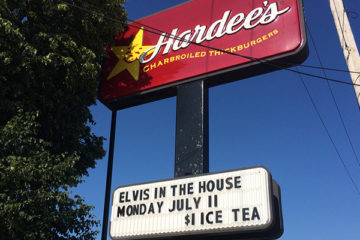 Hardee's
CHARBROILED THICKBURGERS
ELVIS IN THE HOUSE
MONDAY JULY 11
$1 ICE TEA